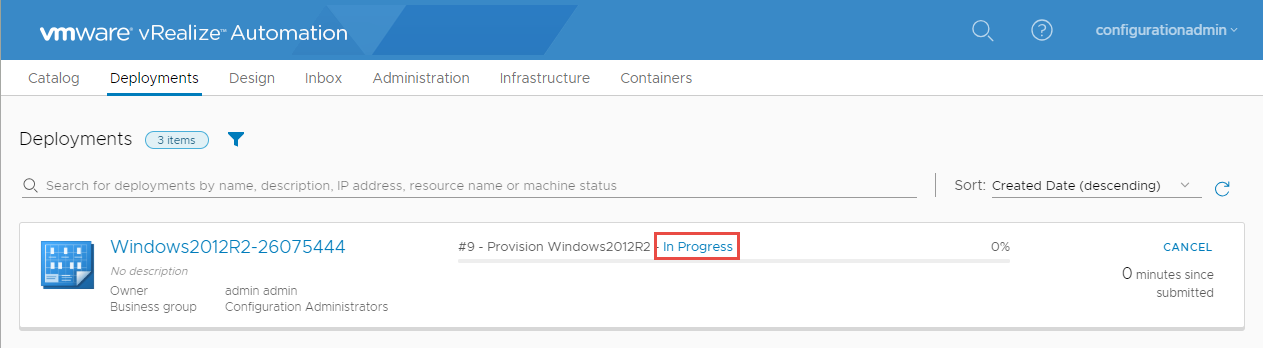 vmware® vRealize™ Automation
configurationadmin
Catalog Deployments Design Inbox Administration Infrastructure Containers
Deployments 3 items
Search for deployments by name, description, IP address, resource name or machine status
Sort: Created Date (descending)
Windows2012R2-26075444
#9 - Provision Windows2012R2 - In Progress 0%
CANCEL
No description
Owner admin admin
Business group Configuration Administrators
0 minutes since
submitted